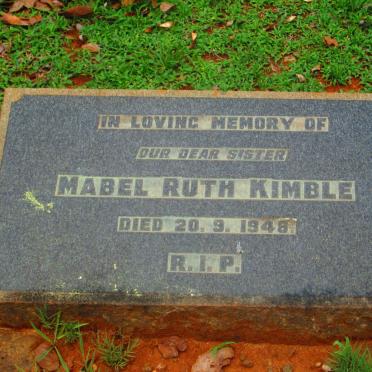 IN LOVING MEMORY OF
OUR DEAR SISTER
MABEL RUTH KIMBLE
DIED 20. 9. 1948.
R.I.P.